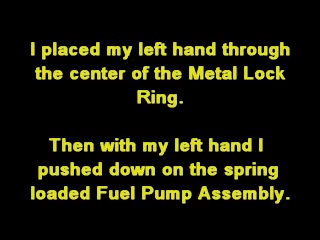 I placed my left hand through
the center of the Metal Lock
Ring.
Then with my left hand I
pushed down on the spring
loaded Fuel Pump Assembly.